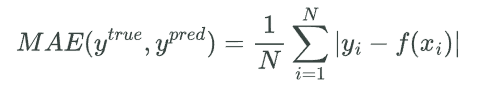 MAE(y^{true}, y^{pred}) = \frac{1}{N} \sum_{i=1}^{N} |y_i - f(x_i)|